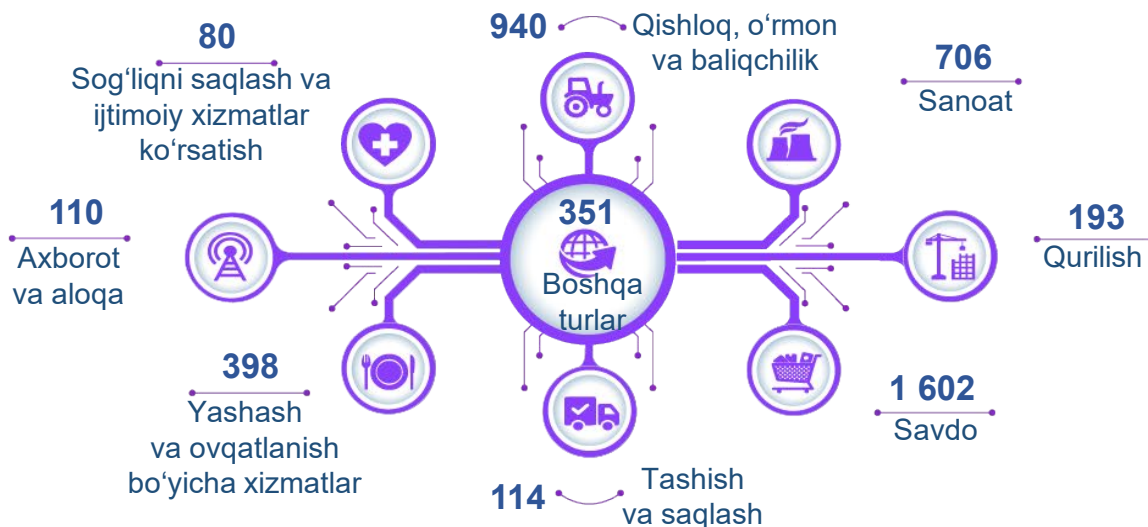 80
Sog‘liqni saqlash va
ijtimoiy xizmatlar
ko‘rsatish
940
Qishloq, o‘rmon
va baliqchilik
706
Sanoat
110
Axborot
va aloqa
351
Boshqa
turlar
193
Qurilish
398
Yashash
va ovqatlanish
bo‘yicha xizmatlar
114
Tashish
va saqlash
1 602
Savdo